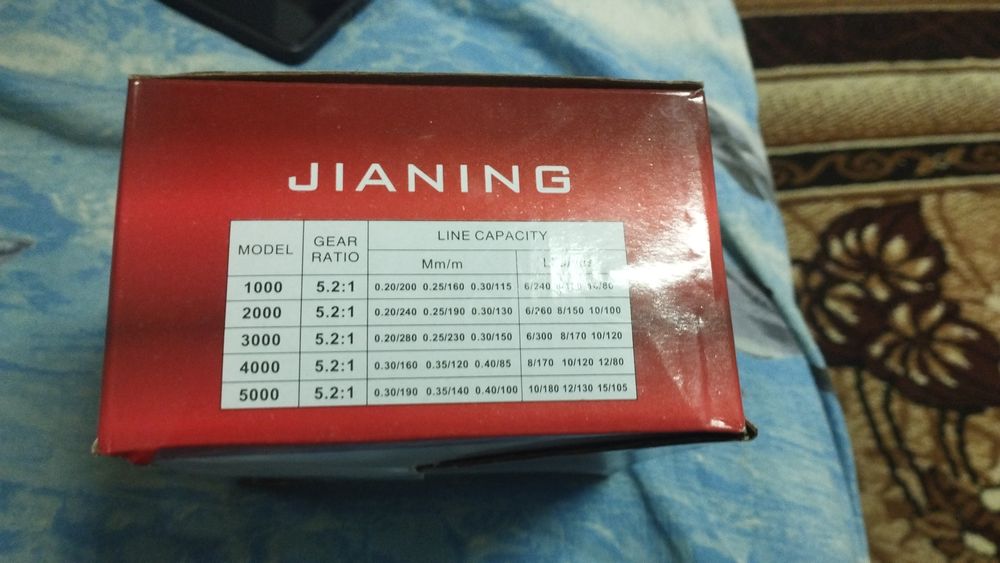 JIANING
MODEL GEAR RATIO LINE CAPACITY
Mm/m
1000 5.2:1 0.20/200 0.25/160 0.30/115 6/240
2000 5.2:1 0.20/240 0.25/190 0.30/130 6/260 8/150 10/100
3000 5.2:1 0.20/280 0.25/230 0.30/150 6/300 8/170 10/120
4000 5.2:1 0.30/160 0.35/120 0.40/85 8/170 10/120 12/80
5000 5.2:1 0.30/190 0.35/140 0.40/100 10/180 12/130 15/105